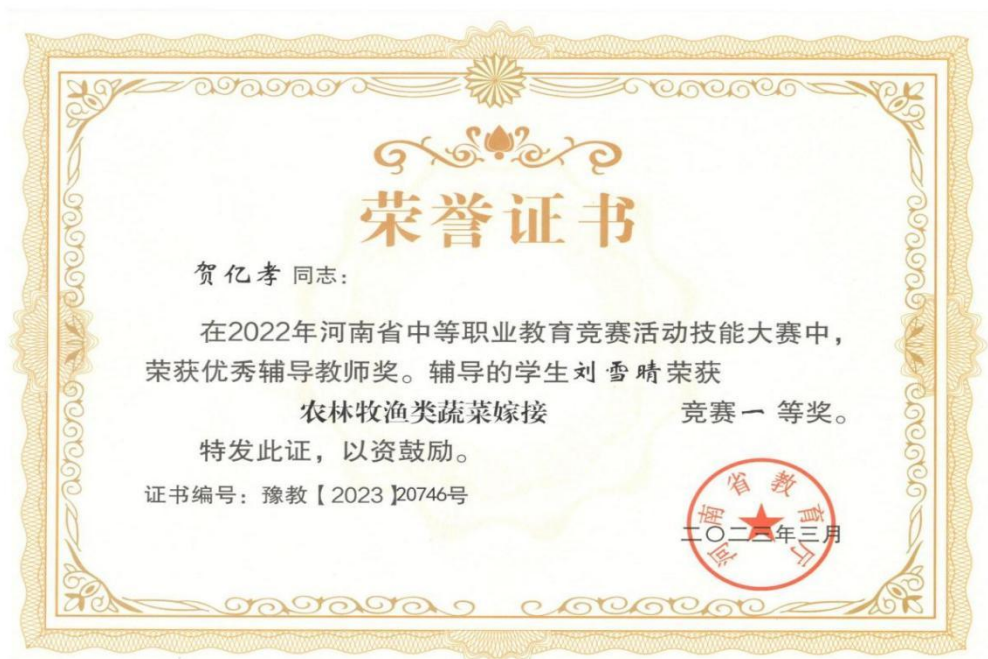 荣誉证书
贺亿孝 同志：
在2022年河南省中等职业教育竞赛活动技能大赛中，
荣获优秀辅导教师奖。辅导的学生刘雪晴荣获
农林牧渔类蔬菜嫁接 竞赛一等奖。
特发此证，以资鼓励。
证书编号：豫教【2023】20746号
河南省教育厅
二〇二三年三月